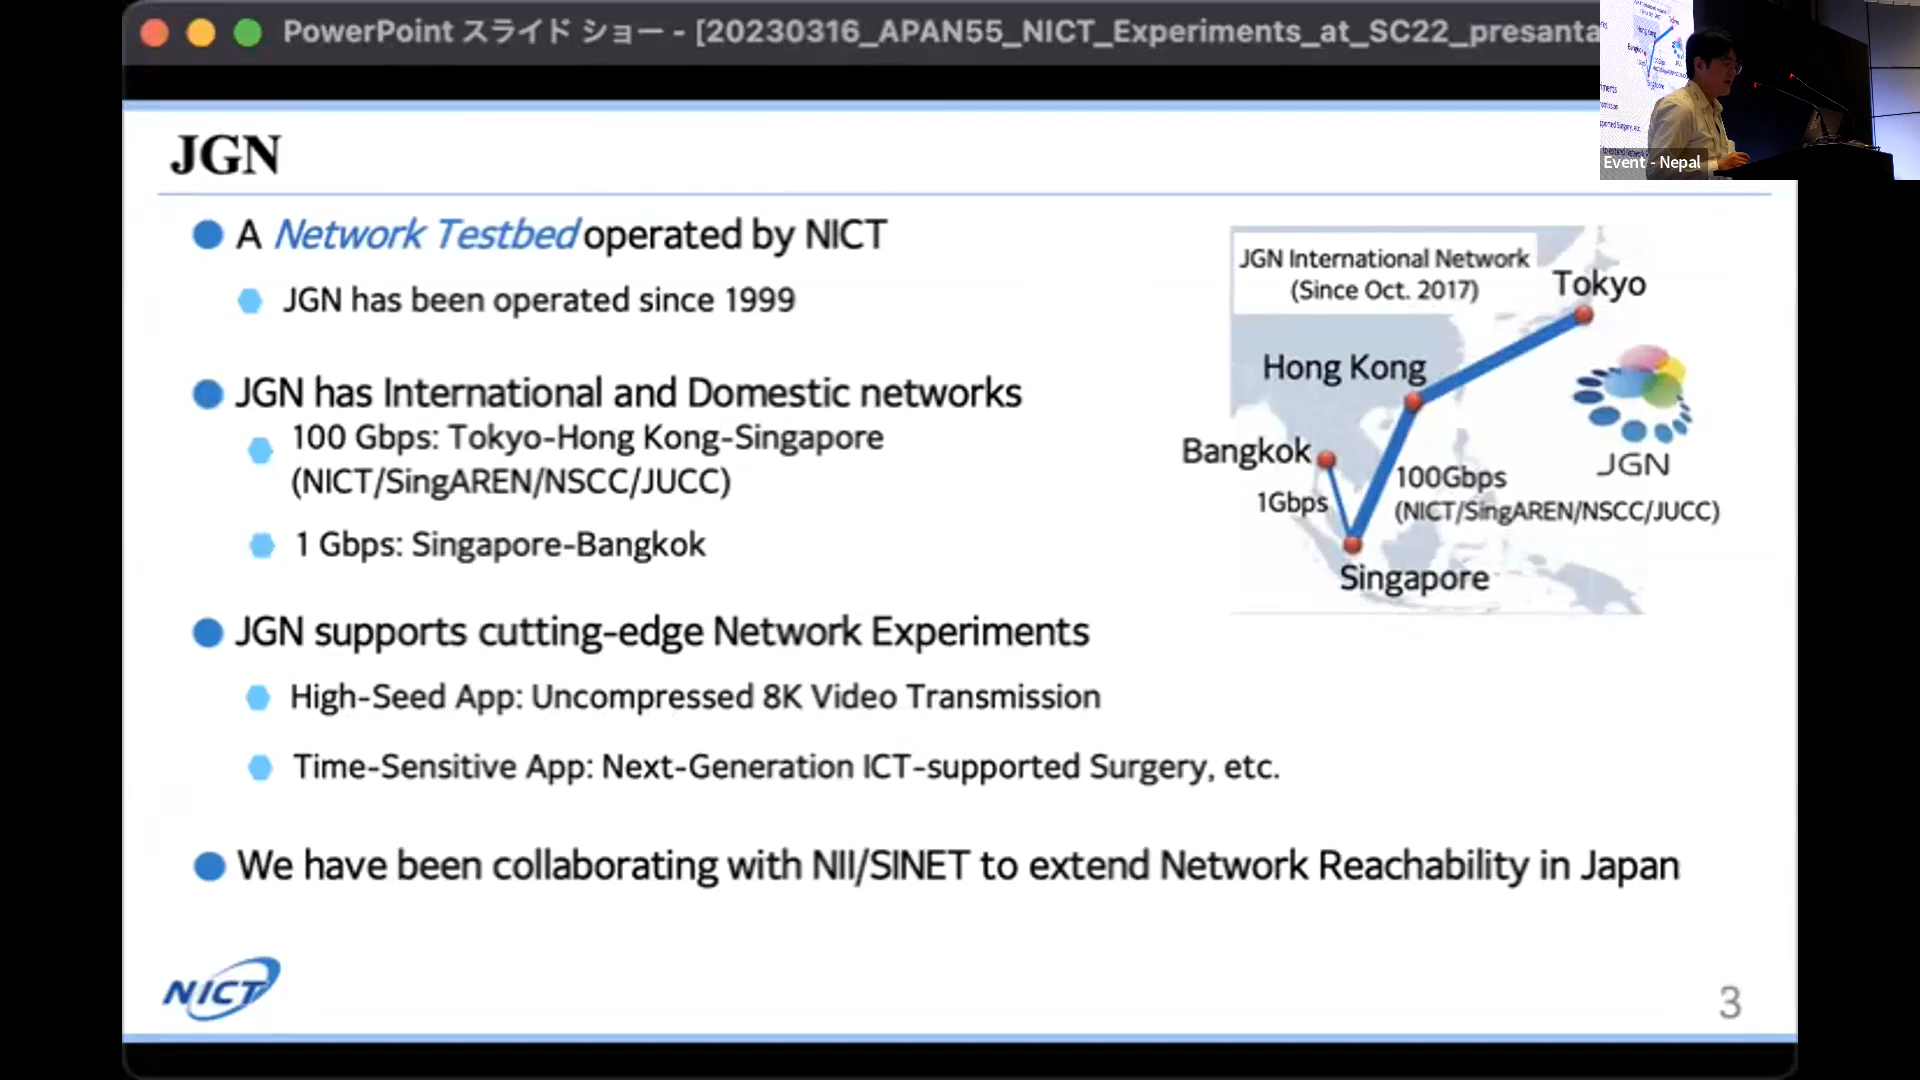 PowerPoint スライド ショー - [20230316_APAN55_NICT_Experiments_at_SC22_presanta
Event - Nepal
JGN
A Network Testbed operated by NICT
JGN has been operated since 1999
JGN has International and Domestic networks
100 Gbps: Tokyo-Hong Kong-Singapore
(NICT/SingAREN/NSCC/JUCC)
1 Gbps: Singapore-Bangkok
JGN supports cutting-edge Network Experiments
High-Seed App: Uncompressed 8K Video Transmission
Time-Sensitive App: Next-Generation ICT-supported Surgery, etc.
We have been collaborating with NII/SINET to extend Network Reachability in Japan
JGN International Network
(Since Oct. 2017)
Tokyo
Hong Kong
Bangkok
1Gbps
100Gbps
(NICT/SingAREN/NSCC/JUCC)
Singapore
JGN
NICT
3